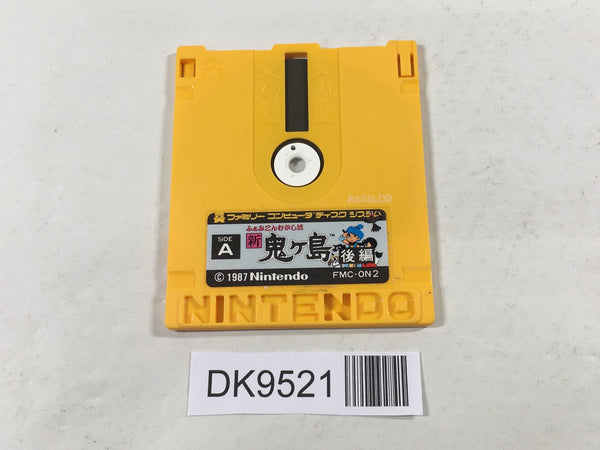 ファミリー コンピュータ ディスク システム
ふぁみこんむかし話
SIDE
A
新 鬼ヶ島™ 後編
© 1987 Nintendo
FMC-ON2
NINTENDO
DK9521